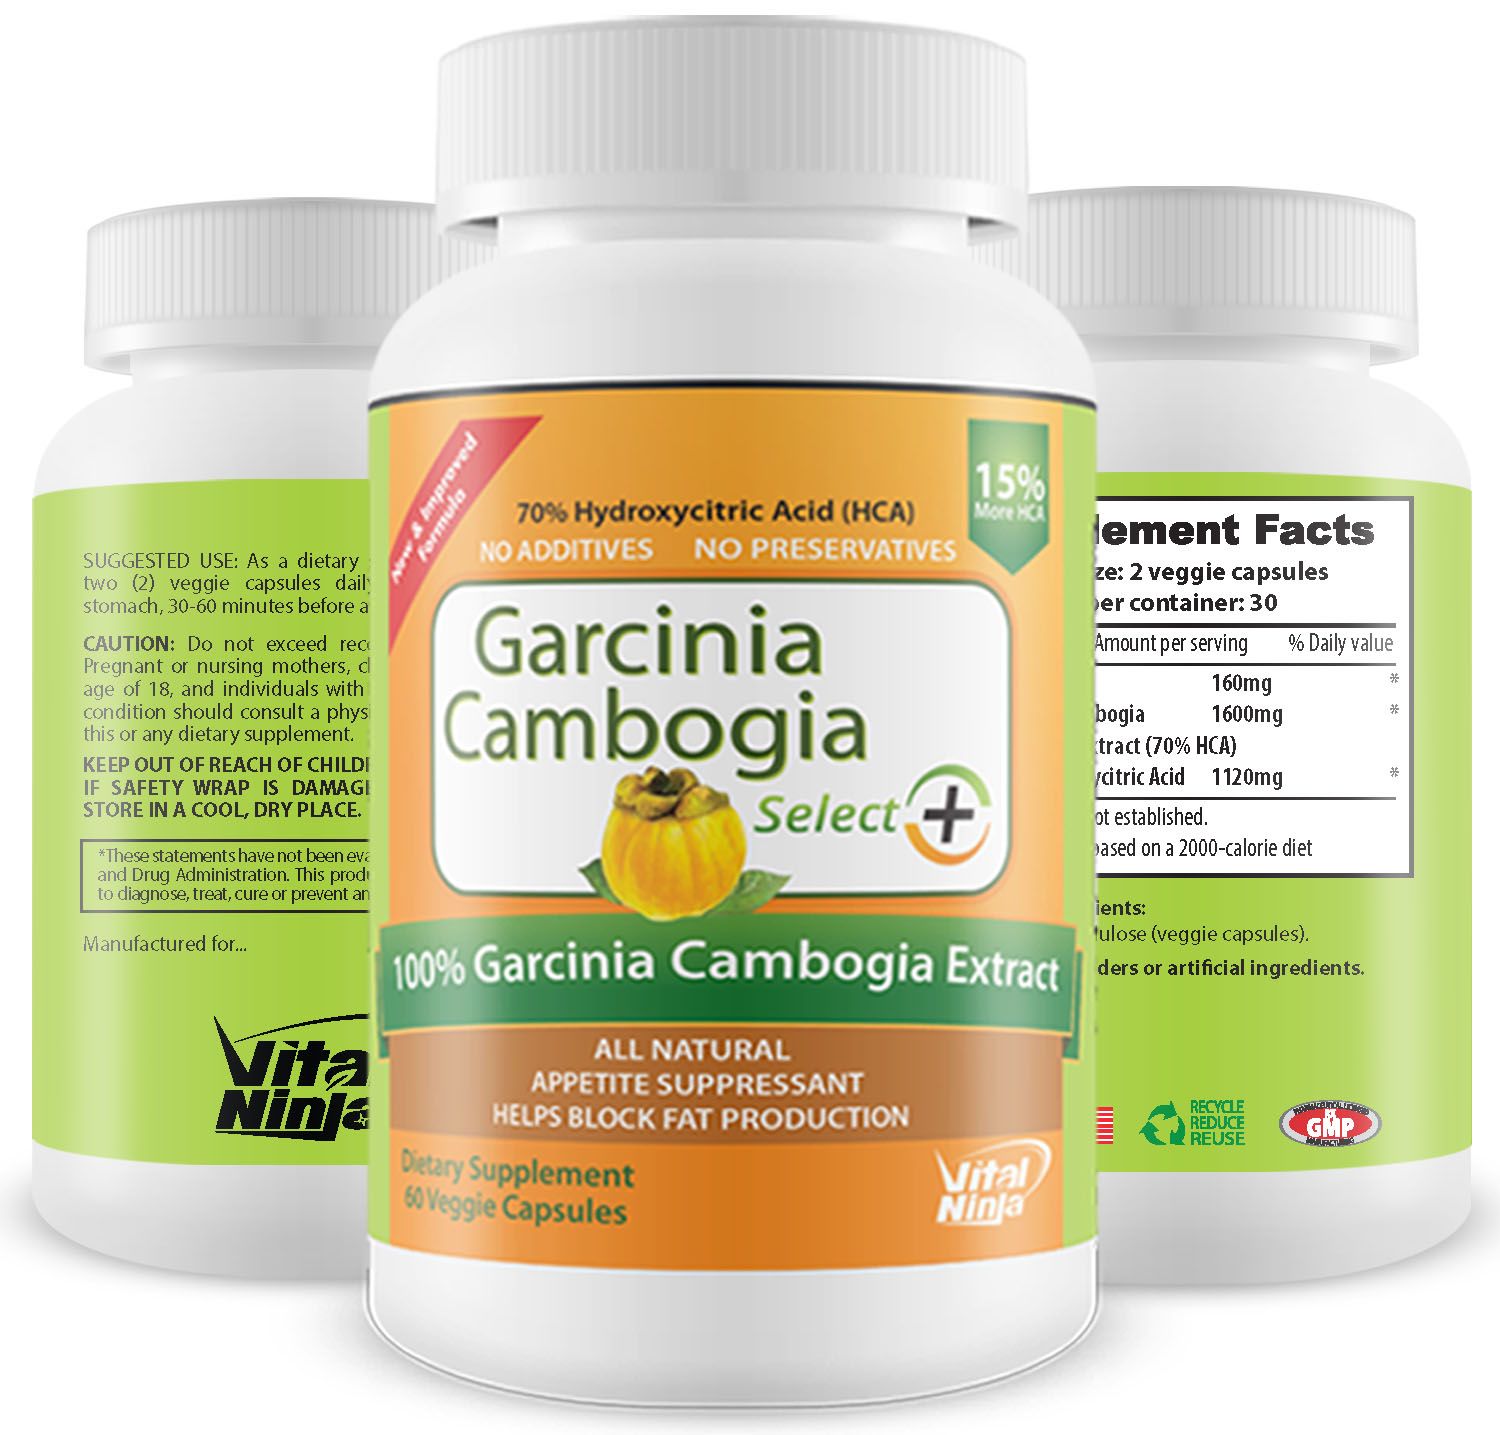 New & Improved
Formula
70% Hydroxycitric Acid (HCA)
NO ADDITIVES NO PRESERVATIVES
15%
More HCA
Garcinia
Cambogia
Select +
100% Garcinia Cambogia Extract
ALL NATURAL
APPETITE SUPPRESSANT
HELPS BLOCK FAT PRODUCTION
Dietary Supplement
60 Veggie Capsules
Vital
Ninja
SUGGESTED USE: As a dietary
two (2) veggie capsules dail
stomach, 30-60 minutes before a
CAUTION: Do not exceed rec
Pregnant or nursing mothers, c
age of 18, and individuals with
condition should consult a physi
this or any dietary supplement.
KEEP OUT OF REACH OF CHILD
IF SAFETY WRAP IS DAMAG
STORE IN A COOL, DRY PLACE.
*These statements have not been eva
and Drug Administration. This prod
to diagnose, treat, cure or prevent an
Manufactured for...
Vita
Ninja
lement Facts
ze: 2 veggie capsules
per container: 30
Amount per serving % Daily value
160mg *
bogia 1600mg *
tract (70% HCA)
ycitric Acid 1120mg *
ot established.
based on a 2000-calorie diet
ients:
ulose (veggie capsules).
ders or artificial ingredients.
RECYCLE
REDUCE
REUSE
GMP